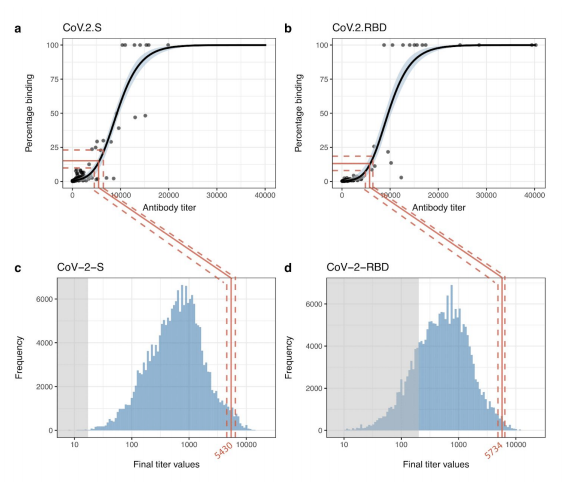 a CoV.2.S
100
75
50
25
0
Percentage binding
0 10000 20000 30000 40000
Antibody titer
b CoV.2.RBD
100
75
50
25
0
Percentage binding
0 10000 20000 30000 40000
Antibody titer
c CoV−2−S
6000
4000
2000
0
Frequency
10 100 1000 10000
5430
Final titer values
d CoV−2−RBD
6000
4000
2000
0
Frequency
10 100 1000 10000
5734
Final titer values